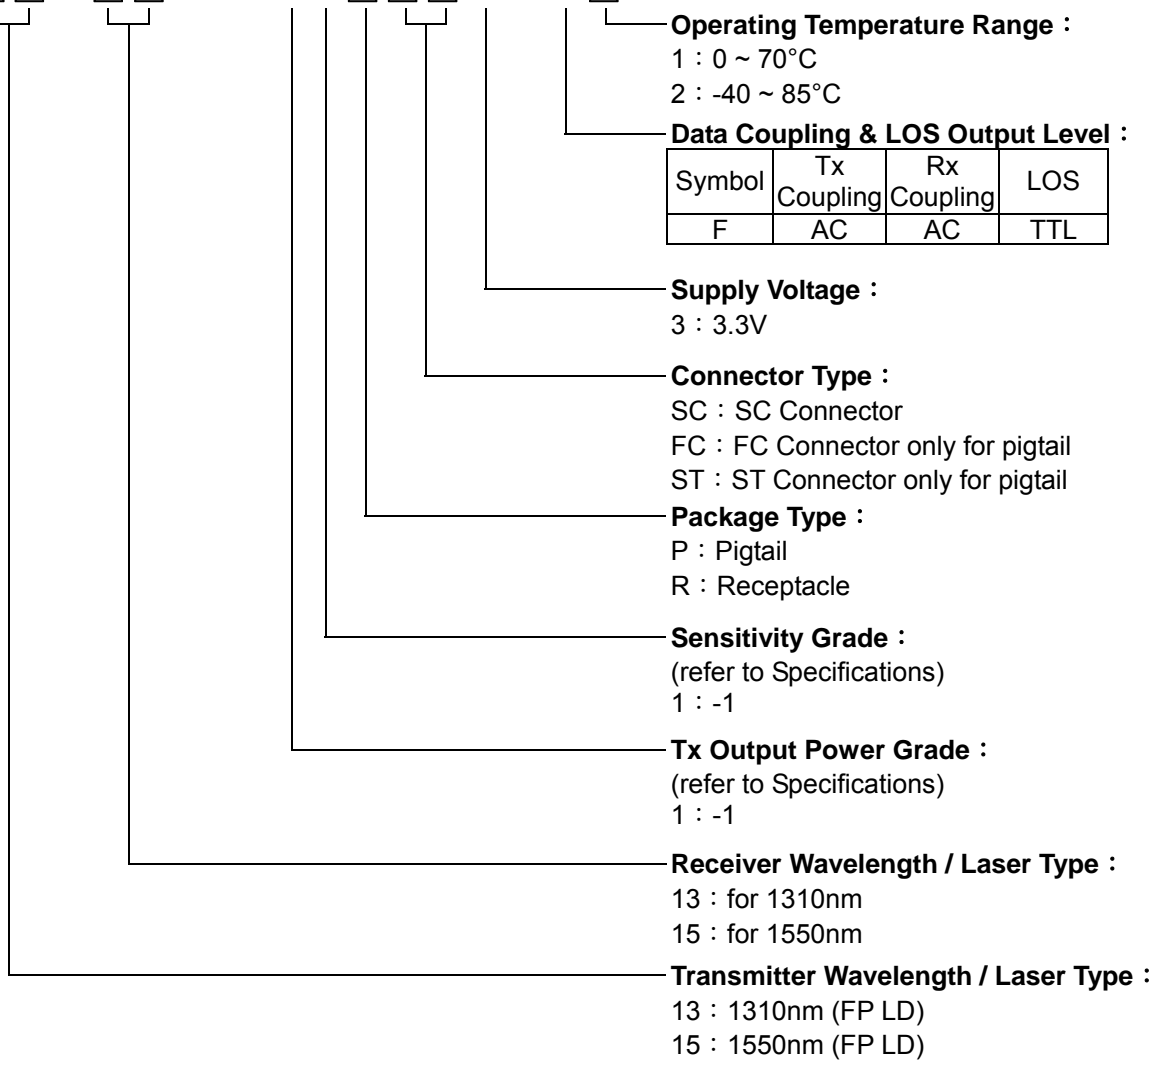 Operating Temperature Range：
1：0 ~ 70°C
2：-40 ~ 85°C
Data Coupling & LOS Output Level：
Symbol Tx Coupling Rx Coupling LOS
F AC AC TTL
Supply Voltage：
3：3.3V
Connector Type：
SC：SC Connector
FC：FC Connector only for pigtail
ST：ST Connector only for pigtail
Package Type：
P：Pigtail
R：Receptacle
Sensitivity Grade：
(refer to Specifications)
1：-1
Tx Output Power Grade：
(refer to Specifications)
1：-1
Receiver Wavelength / Laser Type：
13：for 1310nm
15：for 1550nm
Transmitter Wavelength / Laser Type：
13：1310nm (FP LD)
15：1550nm (FP LD)